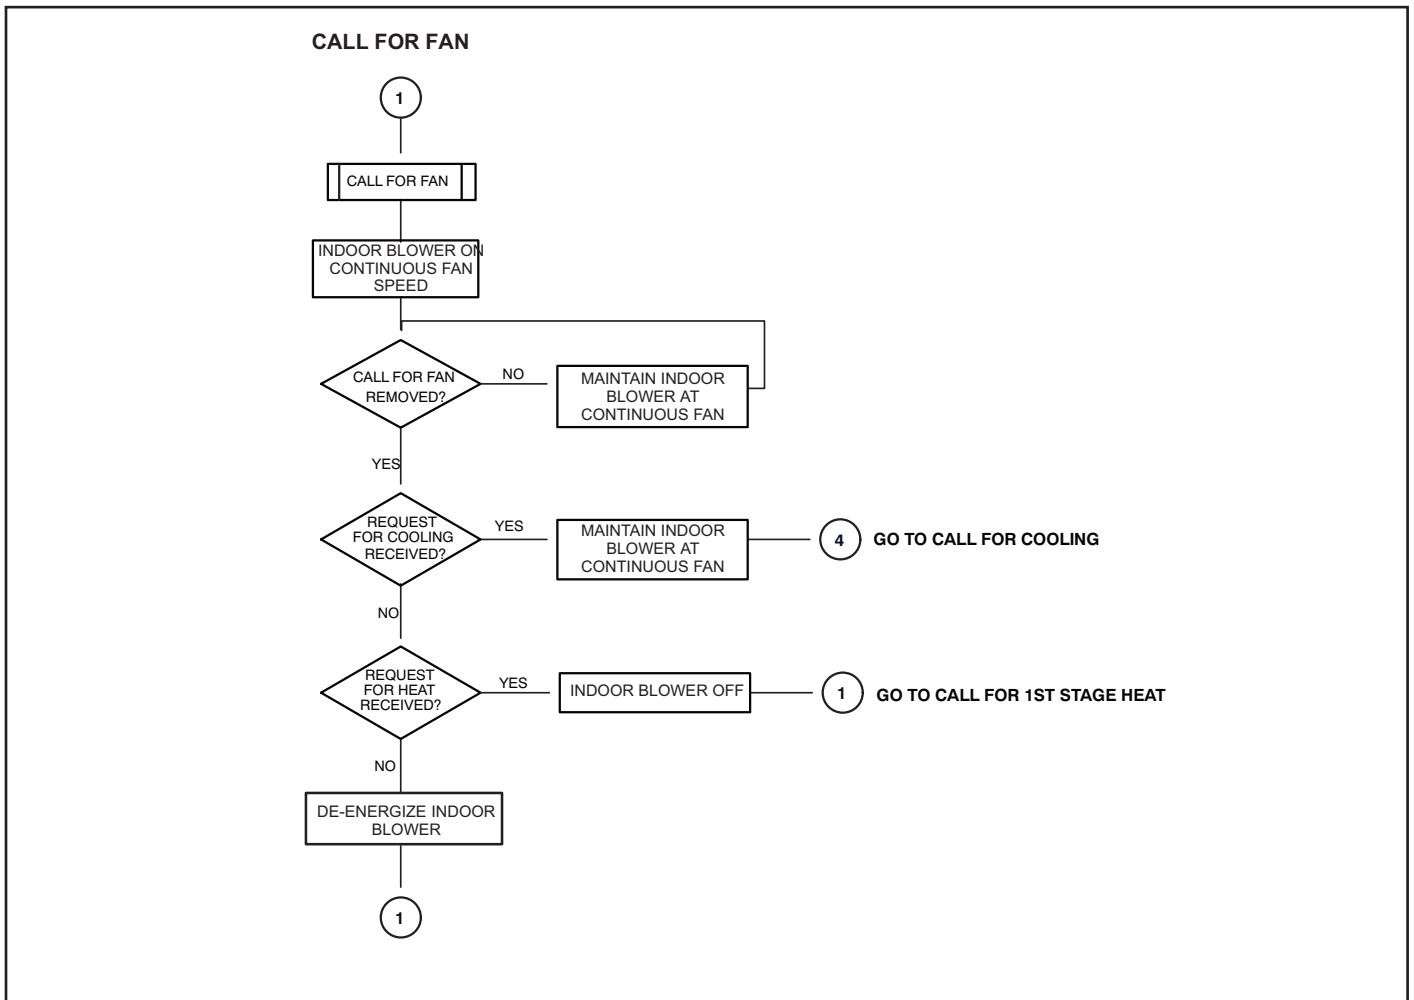 CALL FOR FAN
1
CALL FOR FAN
INDOOR BLOWER ON
CONTINUOUS FAN
SPEED
CALL FOR FAN
REMOVED?
NO
MAINTAIN INDOOR
BLOWER AT
CONTINUOUS FAN
YES
REQUEST
FOR COOLING
RECEIVED?
YES
MAINTAIN INDOOR
BLOWER AT
CONTINUOUS FAN
4
GO TO CALL FOR COOLING
NO
REQUEST
FOR HEAT
RECEIVED?
YES
INDOOR BLOWER OFF
1
GO TO CALL FOR 1ST STAGE HEAT
NO
DE-ENERGIZE INDOOR
BLOWER
1